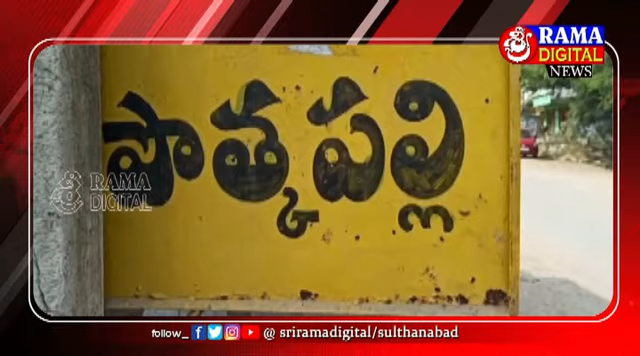 RAMA
DIGITAL
NEWS
పొత్కపల్లి
RAMA
DIGITAL
follow_ @ sriramadigital/sulthanabad